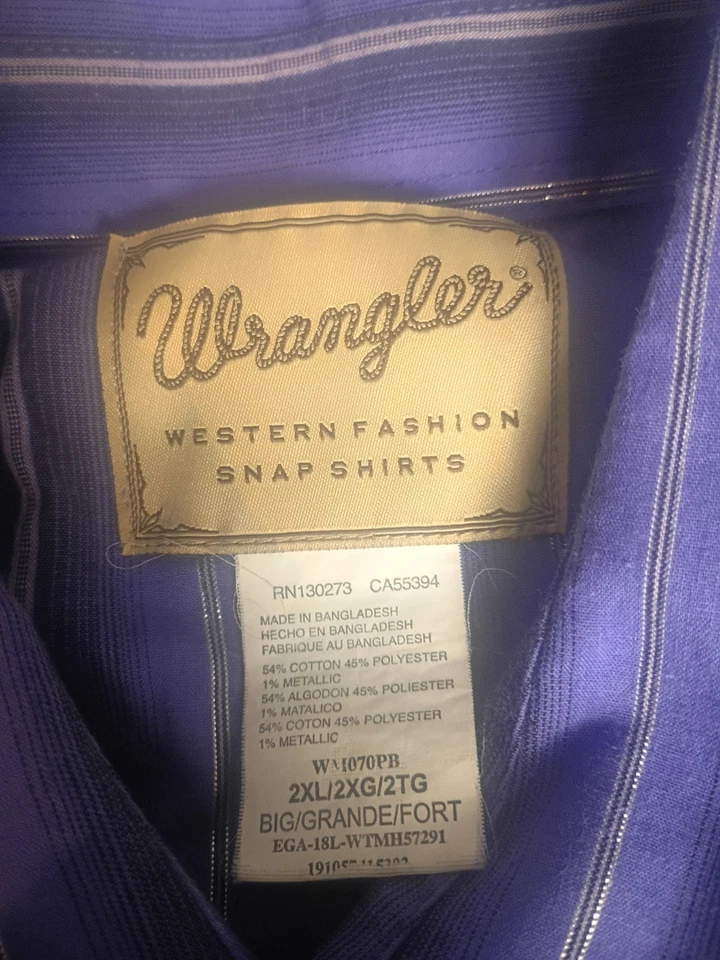 Wrangler®
WESTERN FASHION
SNAP SHIRTS
RN130273 CA55394
MADE IN BANGLADESH
HECHO EN BANGLADESH
FABRIQUE AU BANGLADESH
54% COTTON 45% POLYESTER
1% METALLIC
54% ALGODON 45% POLIESTER
1% MATALICO
54% COTON 45% POLYESTER
1% METALLIC
2XL/2XG/2TG
BIG/GRANDE/FORT
EGA-18L-WTMH57291